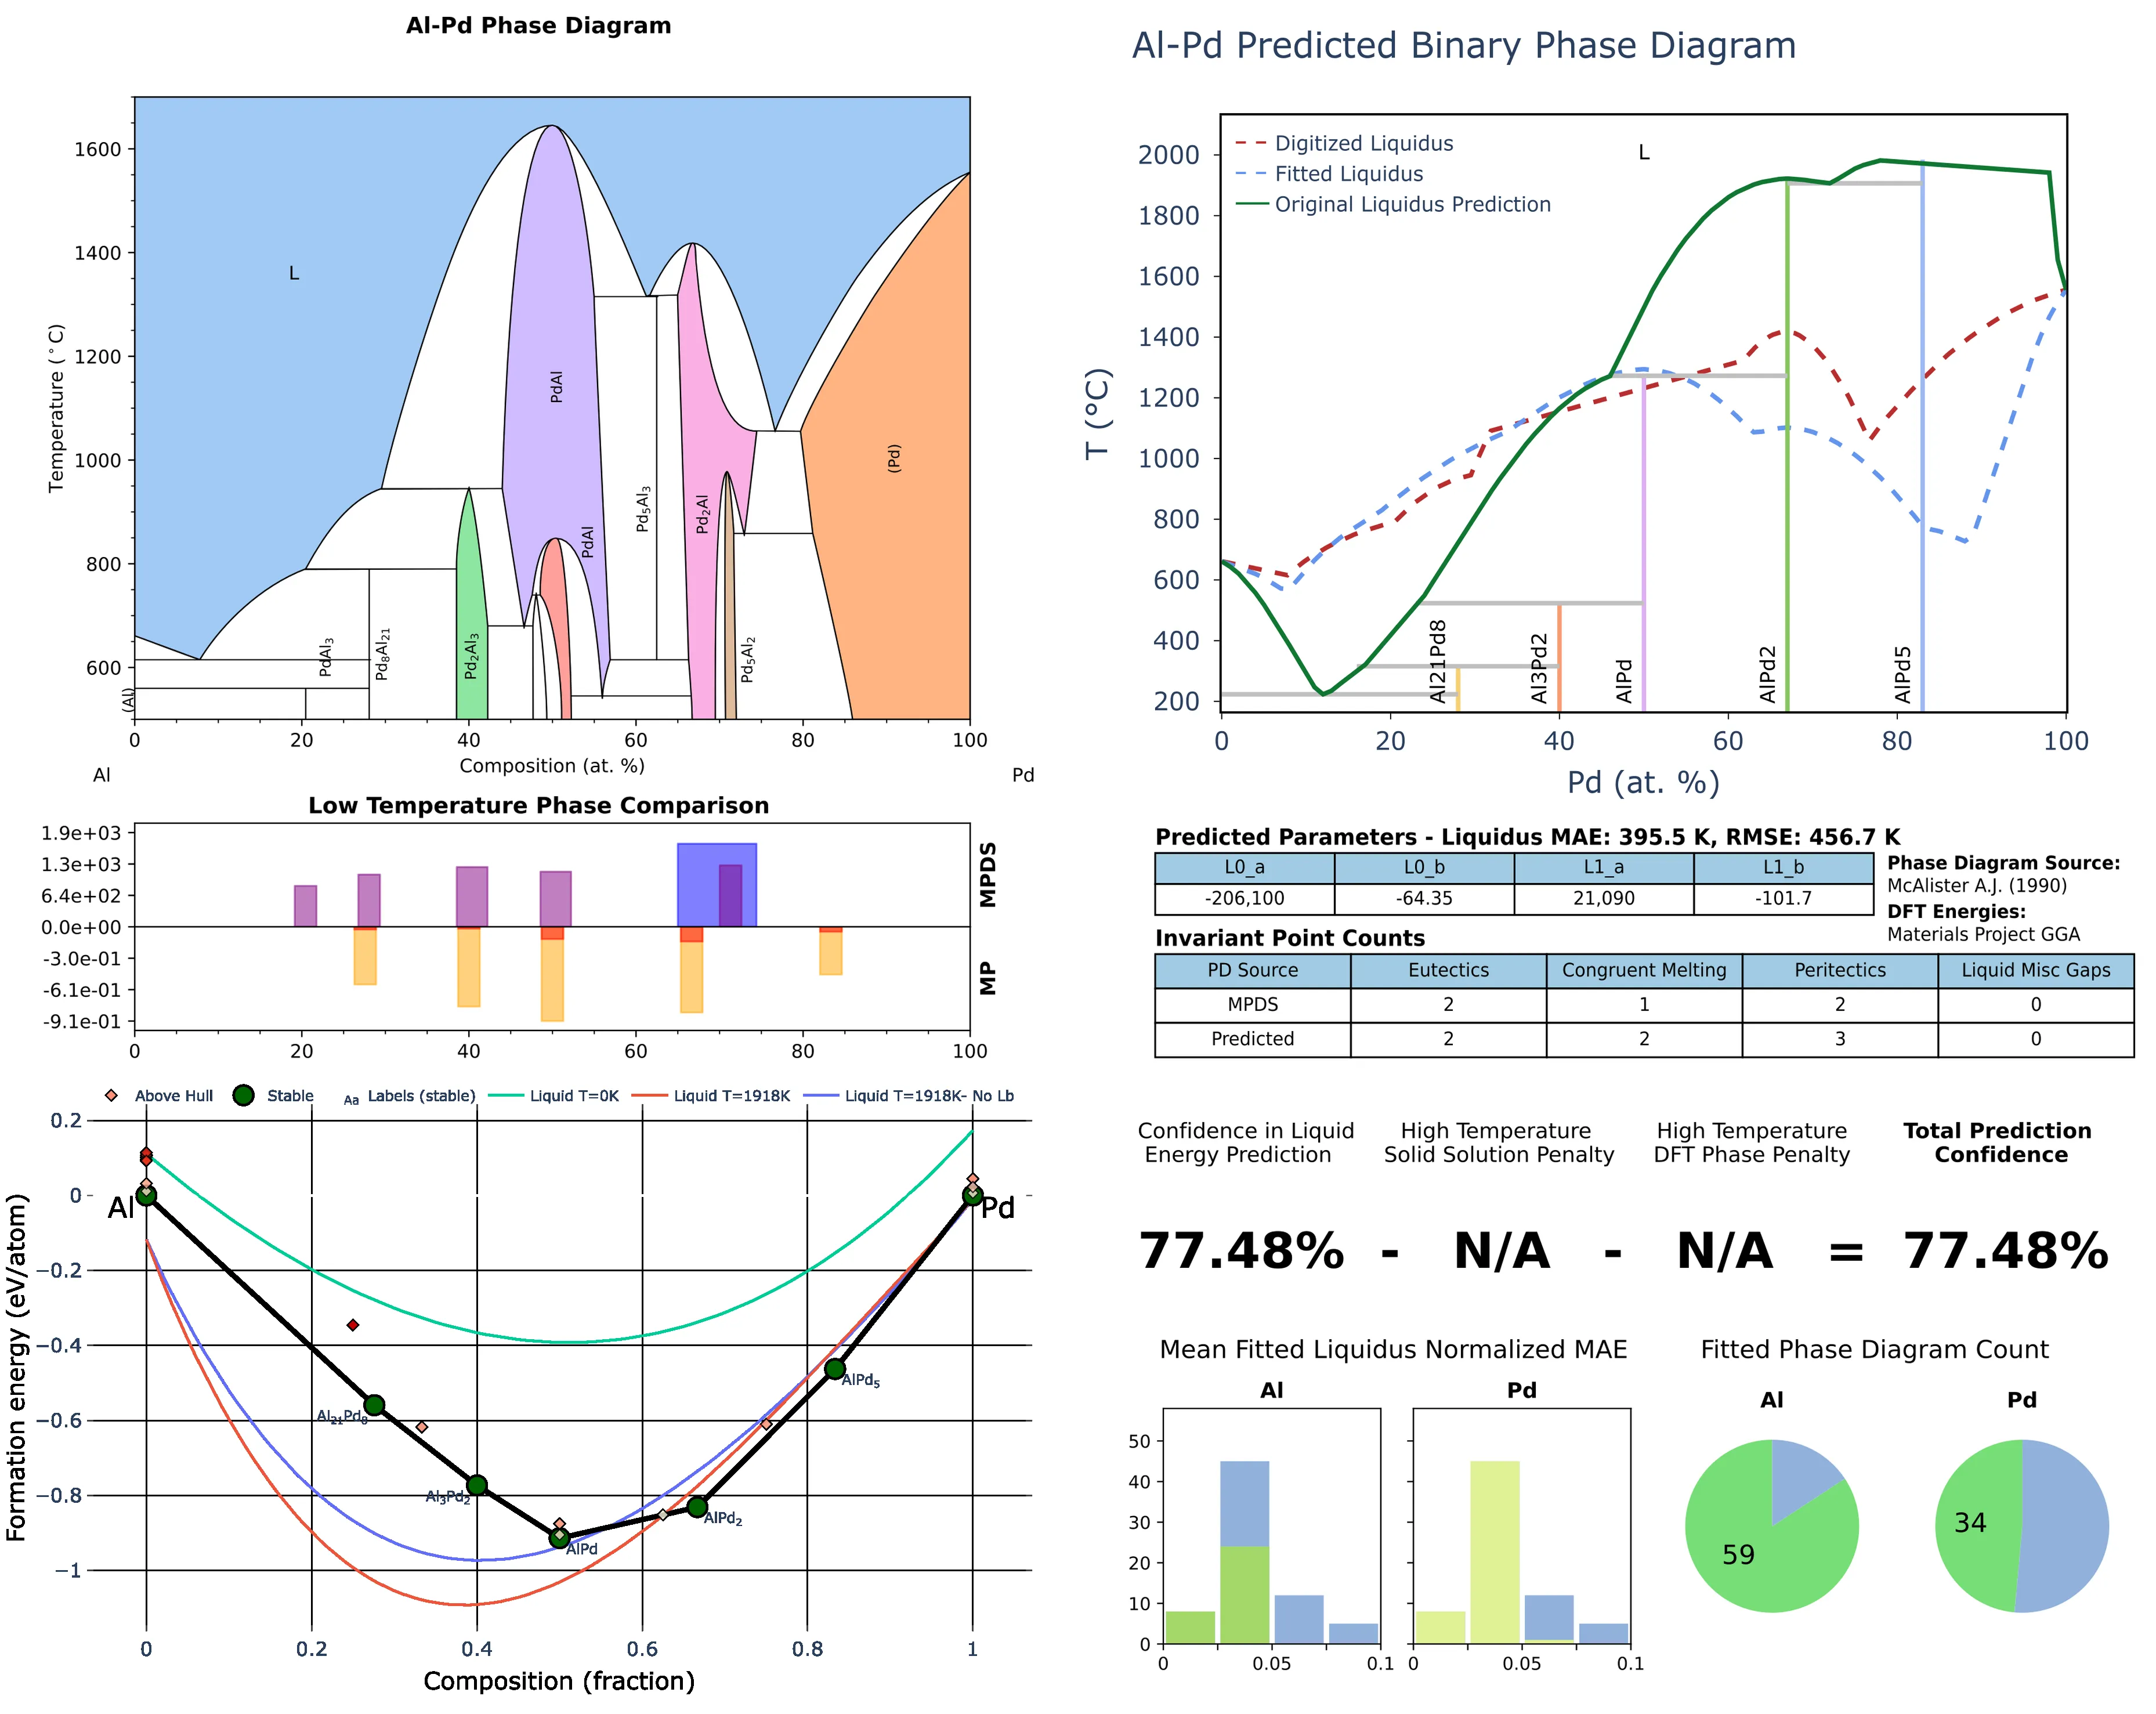 Al-Pd Phase Diagram
Temperature (°C)
1600
1400
1200
1000
800
600
L
PdAl
PdAl
Pd5Al3
Pd2Al
(Pd)
PdAl3
Pd8Al21
Pd2Al3
Pd5Al2
(Al)
0 20 40 60 80 100
Composition (at. %)
Al
Pd
Low Temperature Phase Comparison
1.9e+03
1.3e+03
6.4e+02
0.0e+00
-3.0e-01
-6.1e-01
-9.1e-01
MPDS
MP
0 20 40 60 80 100
Above Hull
Stable
Aa Labels (stable)
Liquid T=0K
Liquid T=1918K
Liquid T=1918K- No Lb
Formation energy (eV/atom)
0.2
0
−0.2
−0.4
−0.6
−0.8
−1
Al
Pd
Al21Pd8
Al3Pd2
AlPd
AlPd2
AlPd5
0 0.2 0.4 0.6 0.8 1
Composition (fraction)
Al-Pd Predicted Binary Phase Diagram
Digitized Liquidus
Fitted Liquidus
Original Liquidus Prediction
L
T (°C)
2000
1800
1600
1400
1200
1000
800
600
400
200
Al21Pd8
Al3Pd2
AlPd
AlPd2
AlPd5
0 20 40 60 80 100
Pd (at. %)
Predicted Parameters - Liquidus MAE: 395.5 K, RMSE: 456.7 K
L0_a L0_b L1_a L1_b
-206,100 -64.35 21,090 -101.7
Phase Diagram Source:
McAlister A.J. (1990)
DFT Energies:
Materials Project GGA
Invariant Point Counts
PD Source Eutectics Congruent Melting Peritectics Liquid Misc Gaps
MPDS 2 1 2 0
Predicted 2 2 3 0
Confidence in Liquid
Energy Prediction
High Temperature
Solid Solution Penalty
High Temperature
DFT Phase Penalty
Total Prediction
Confidence
77.48% - N/A - N/A = 77.48%
Mean Fitted Liquidus Normalized MAE
Al
Pd
50
40
30
20
10
0
0 0.05 0.1
0 0.05 0.1
Fitted Phase Diagram Count
Al
Pd
59
34